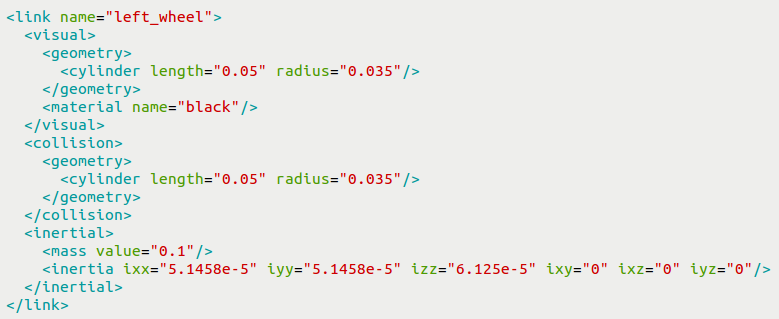 <link name="left_wheel">
  <visual>
    <geometry>
      <cylinder length="0.05" radius="0.035"/>
    </geometry>
    <material name="black"/>
  </visual>
  <collision>
    <geometry>
      <cylinder length="0.05" radius="0.035"/>
    </geometry>
  </collision>
  <inertial>
    <mass value="0.1"/>
    <inertia ixx="5.1458e-5" iyy="5.1458e-5" izz="6.125e-5" ixy="0" ixz="0" iyz="0"/>
  </inertial>
</link>